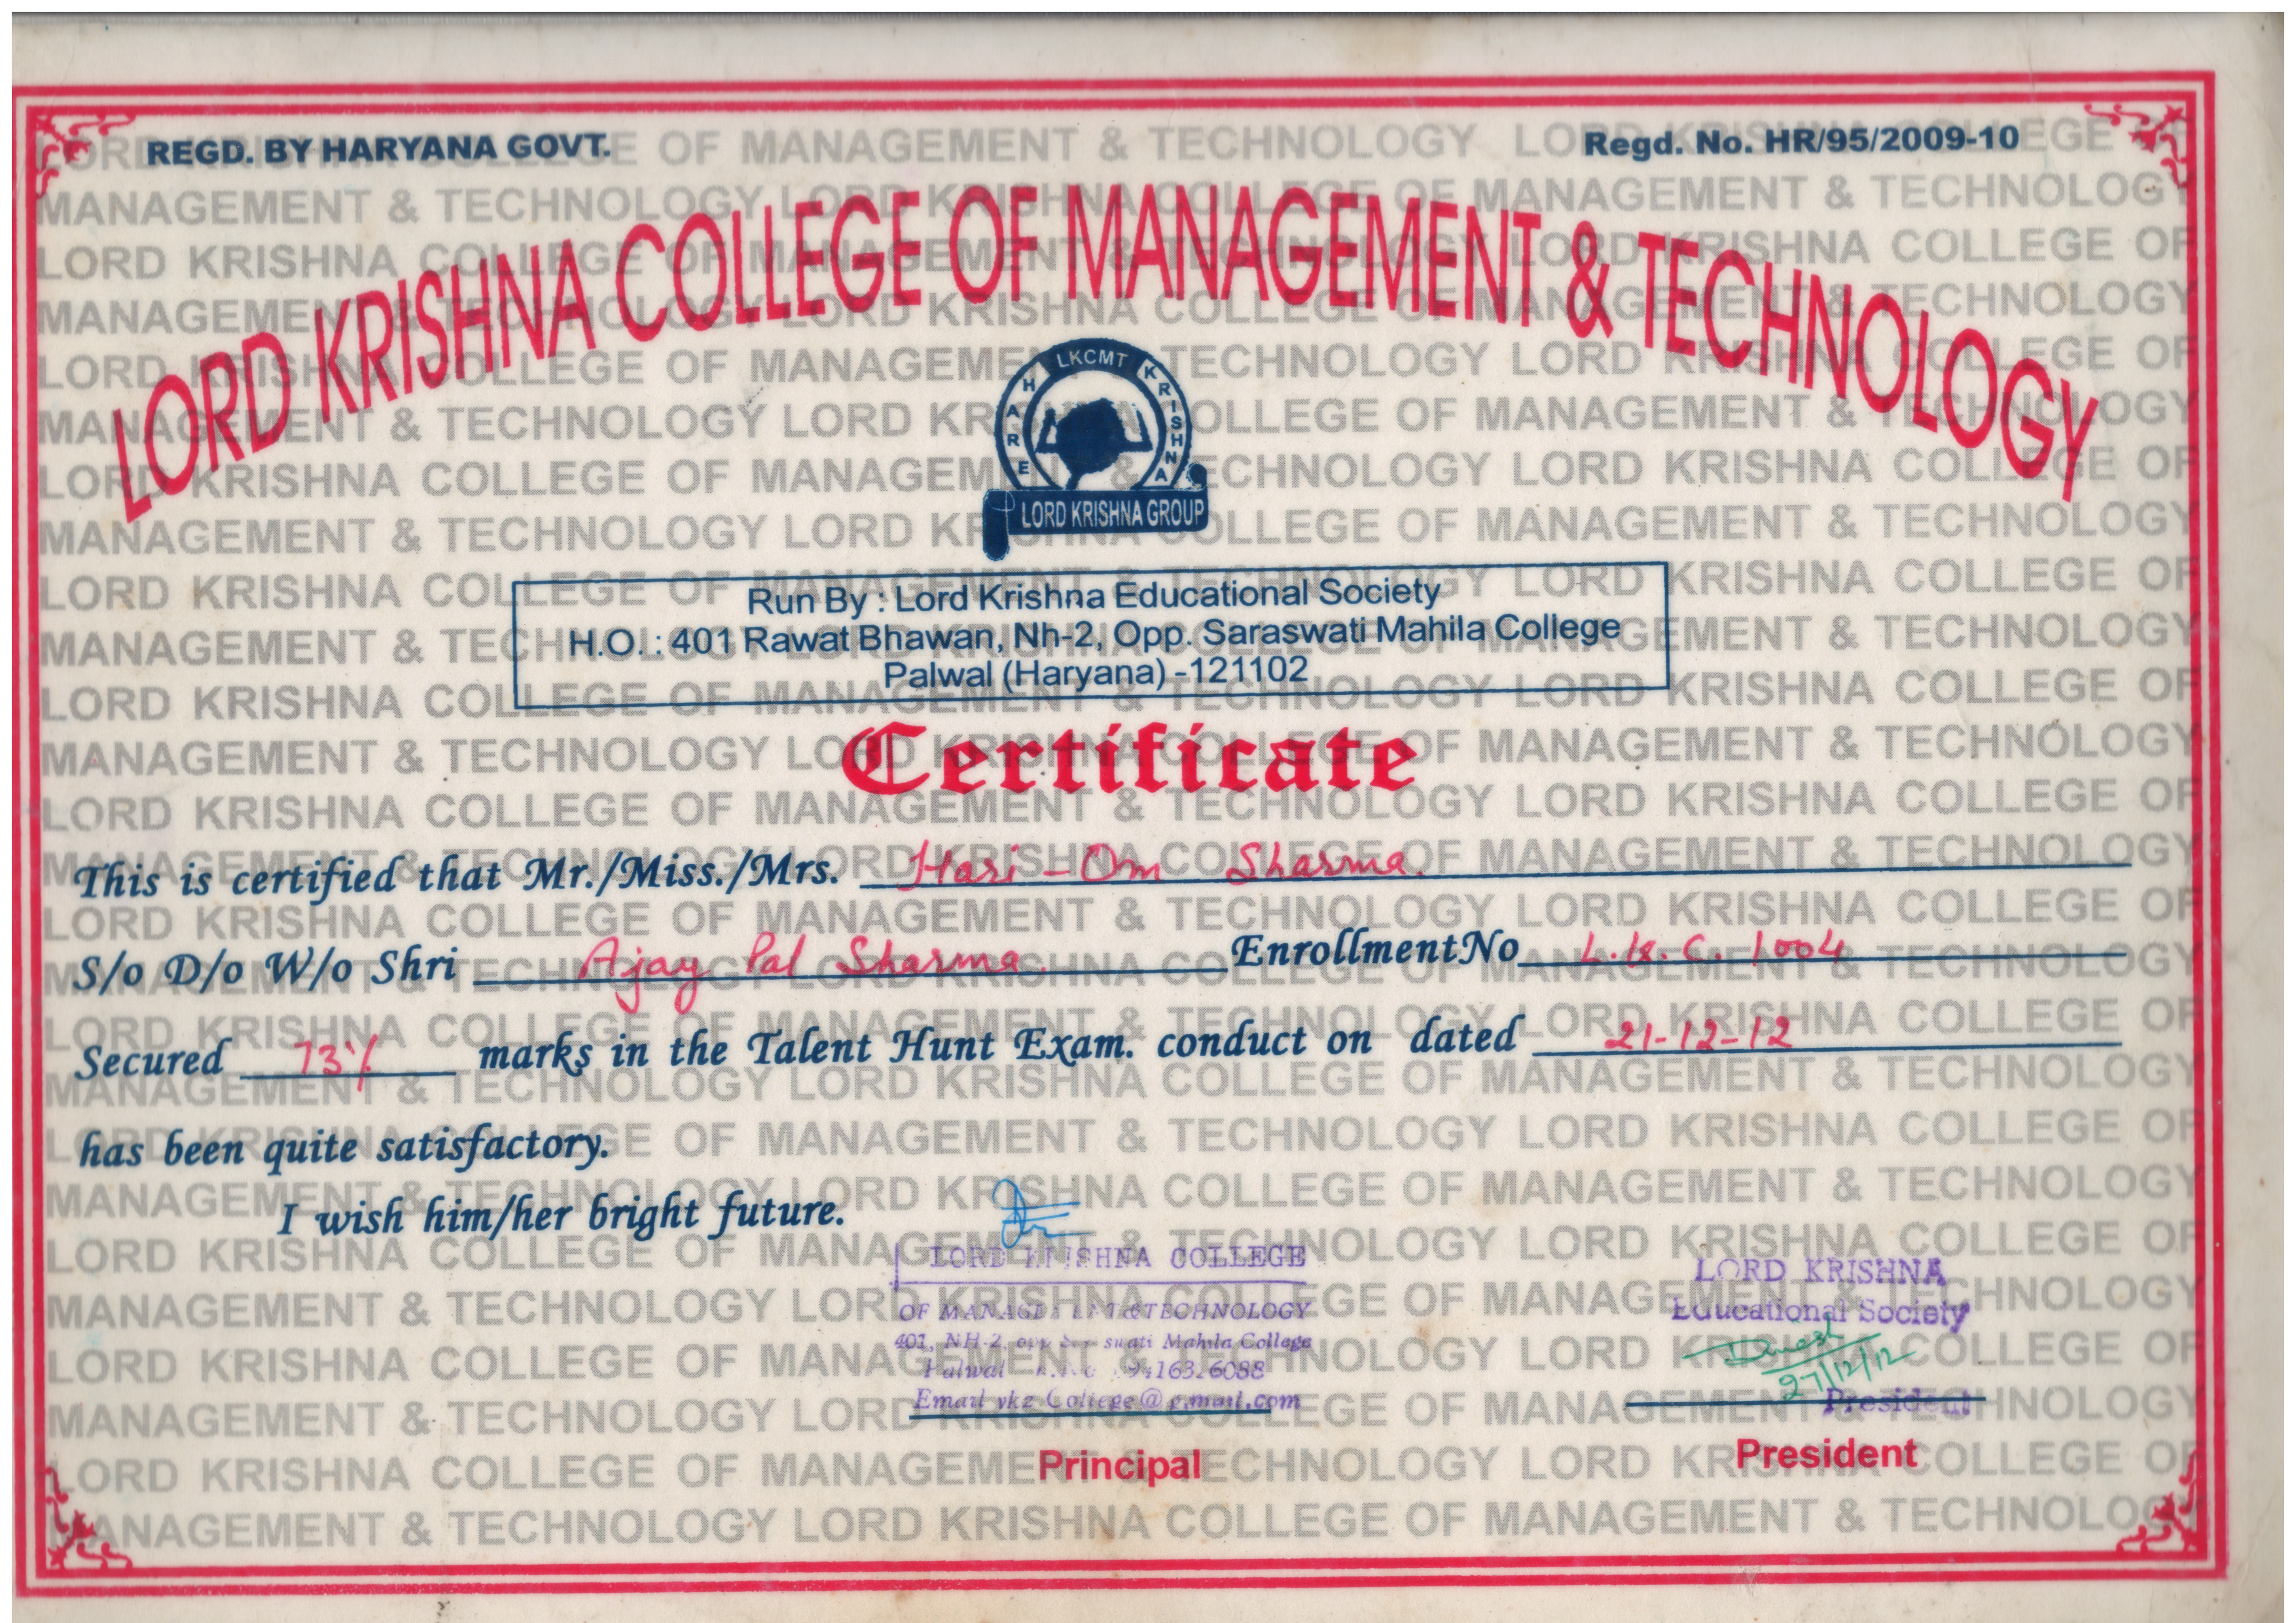 REGD. BY HARYANA GOVT. Regd. No. HR/95/2009-10
LORD KRISHNA COLLEGE OF MANAGEMENT & TECHNOLOGY
LKCMT
HARE KRISHNA
LORD KRISHNA GROUP
Run By : Lord Krishna Educational Society
H.O. : 401 Rawat Bhawan, Nh-2, Opp. Saraswati Mahila College
Palwal (Haryana) -121102
Certificate
This is certified that Mr./Miss./Mrs. Hari-Om Sharma.
S/o D/o W/o Shri Ajay Pal Sharma. Enrollment No L.K.C. 1004
Secured 73% marks in the Talent Hunt Exam. conduct on dated 21-12-12
has been quite satisfactory.
I wish him/her bright future.
LORD KRISHNA COLLEGE
OF MANAGEMENT & TECHNOLOGY
401, NH-2, opp suati Mahila College
Palwal
Email College@gmail.com
Principal
LORD KRISHNA
Educational Society
Dinesh
27/12/12
President
President